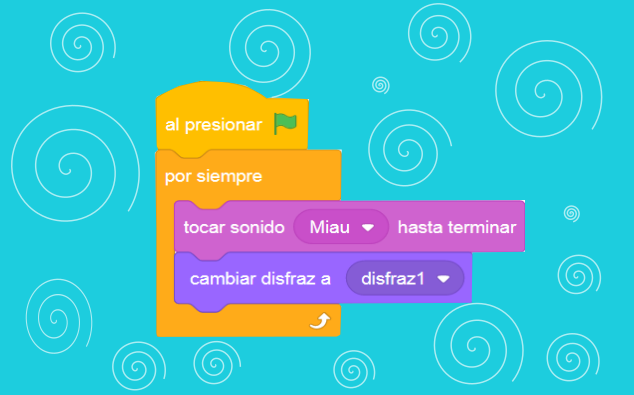 al presionar
por siempre
tocar sonido Miau hasta terminar
cambiar disfraz a disfraz1